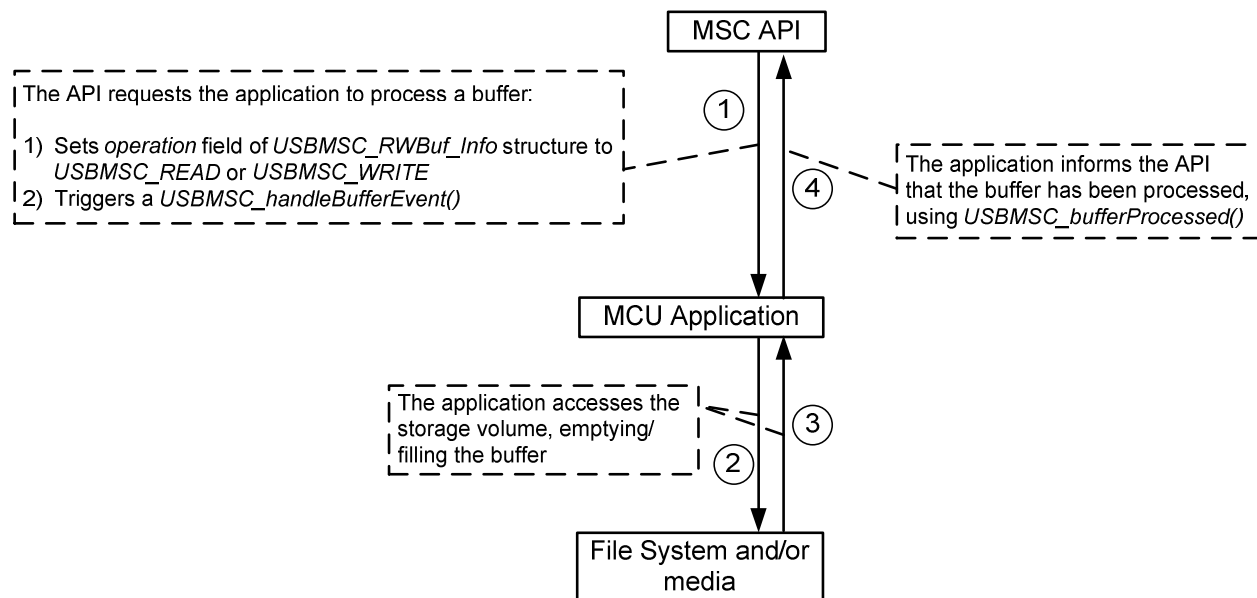 MSC API
The API requests the application to process a buffer:
1) Sets operation field of USBMSC_RWBuf_Info structure to
USBMSC_READ or USBMSC_WRITE
2) Triggers a USBMSC_handleBufferEvent()
1
4
The application informs the API
that the buffer has been processed,
using USBMSC_bufferProcessed()
MCU Application
The application accesses the
storage volume, emptying/
filling the buffer
2
3
File System and/or
media